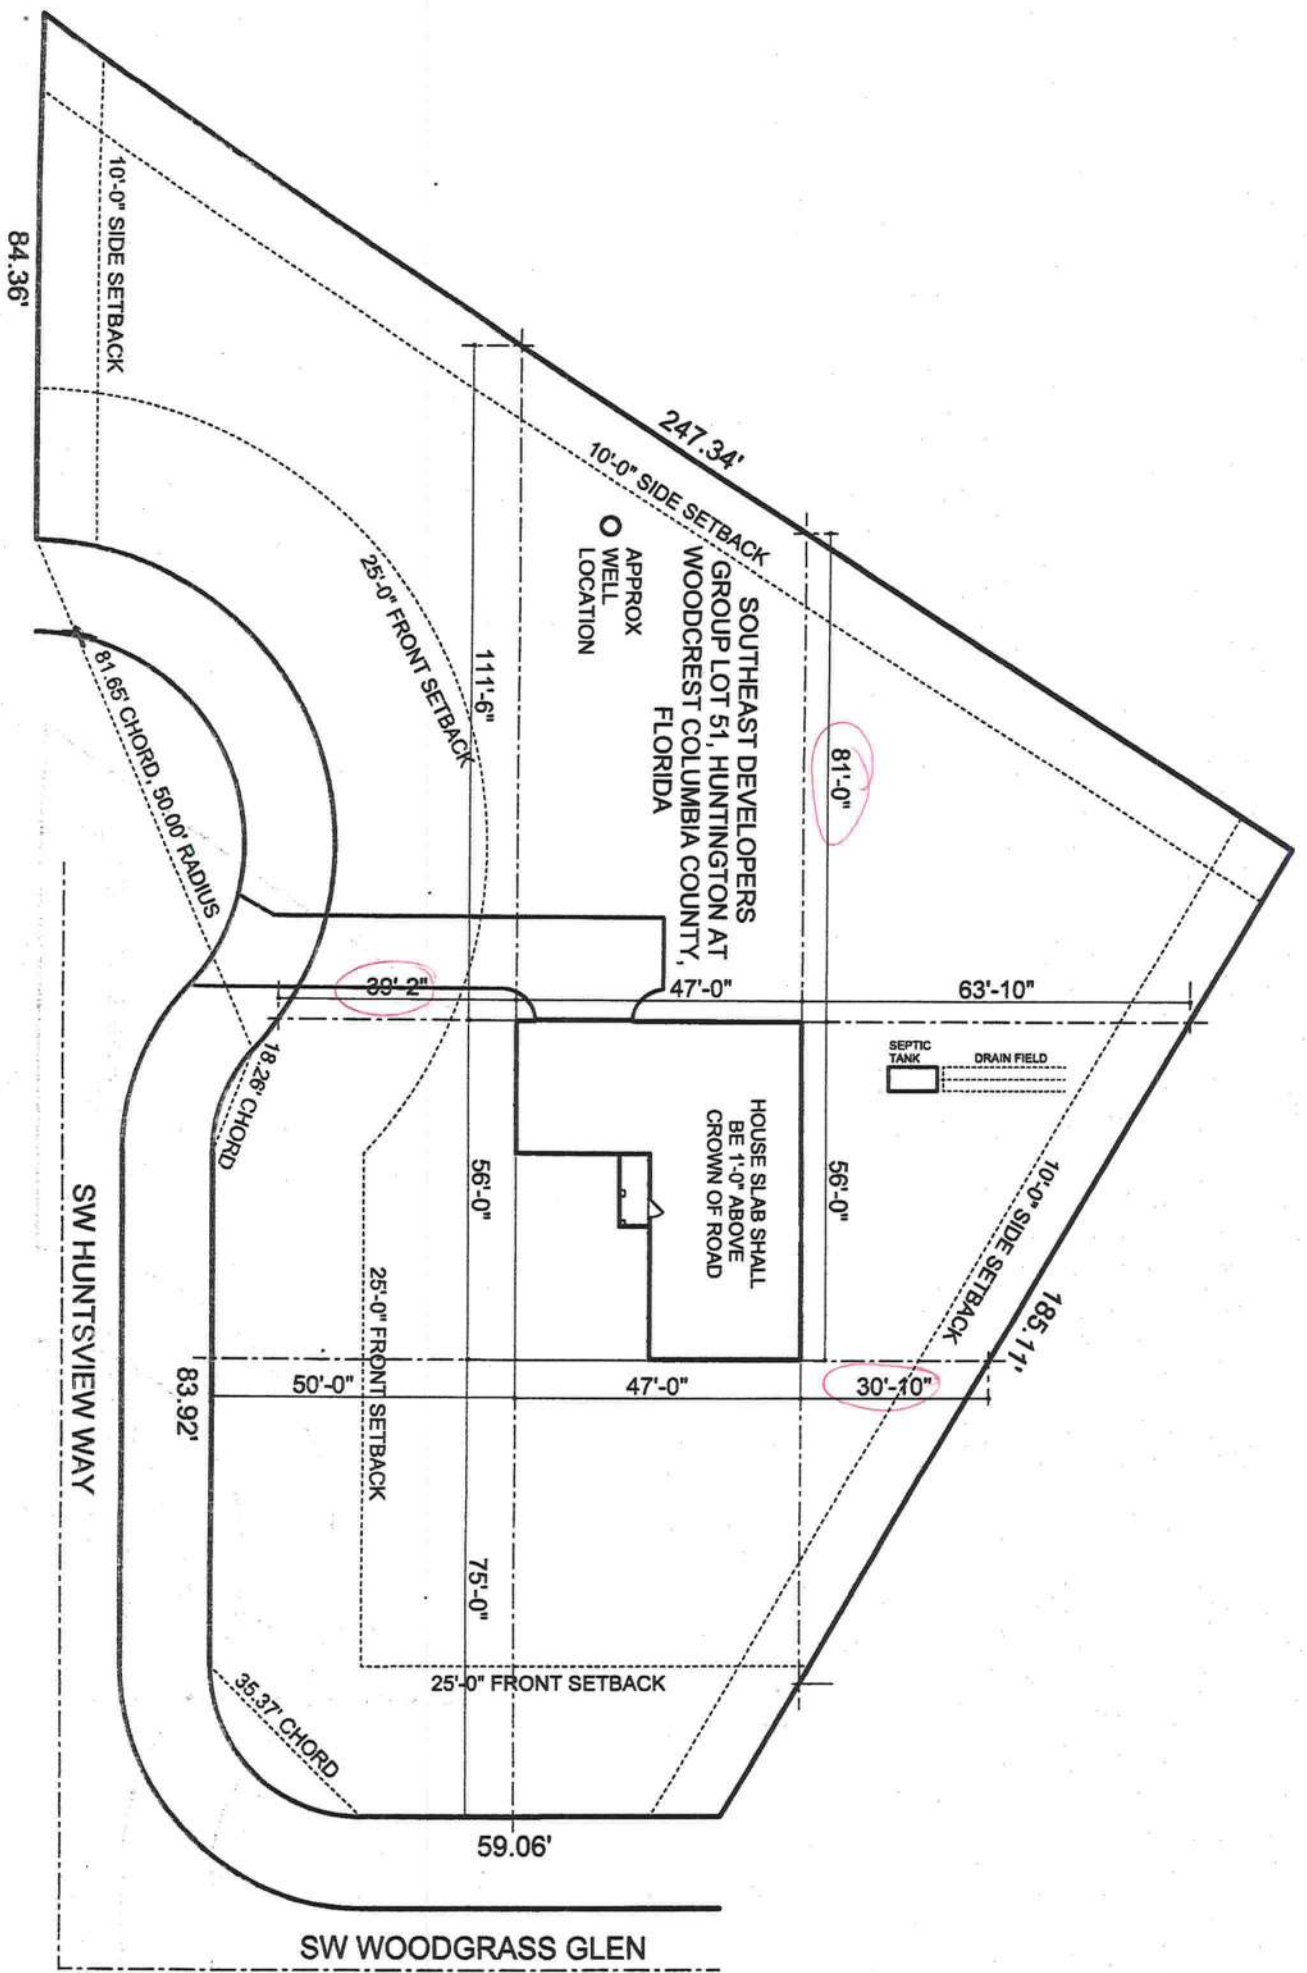 SOUTHEAST DEVELOPERS
GROUP LOT 51, HUNTINGTON AT
WOODCREST COLUMBIA COUNTY,
FLORIDA
APPROX
WELL
LOCATION
247.34'
10'-0" SIDE SETBACK
10'-0" SIDE SETBACK
84.36'
25'-0" FRONT SETBACK
111'-6"
81'-0"
81.65' CHORD, 50.00' RADIUS
18.26' CHORD
39'-2"
47'-0"
63'-10"
SEPTIC
TANK
DRAIN FIELD
HOUSE SLAB SHALL
BE 1'-0" ABOVE
CROWN OF ROAD
56'-0"
56'-0"
10'-0" SIDE SETBACK
185.11'
50'-0"
47'-0"
30'-10"
25'-0" FRONT SETBACK
83.92'
75'-0"
25'-0" FRONT SETBACK
35.37' CHORD
59.06'
SW HUNTSVIEW WAY
SW WOODGRASS GLEN